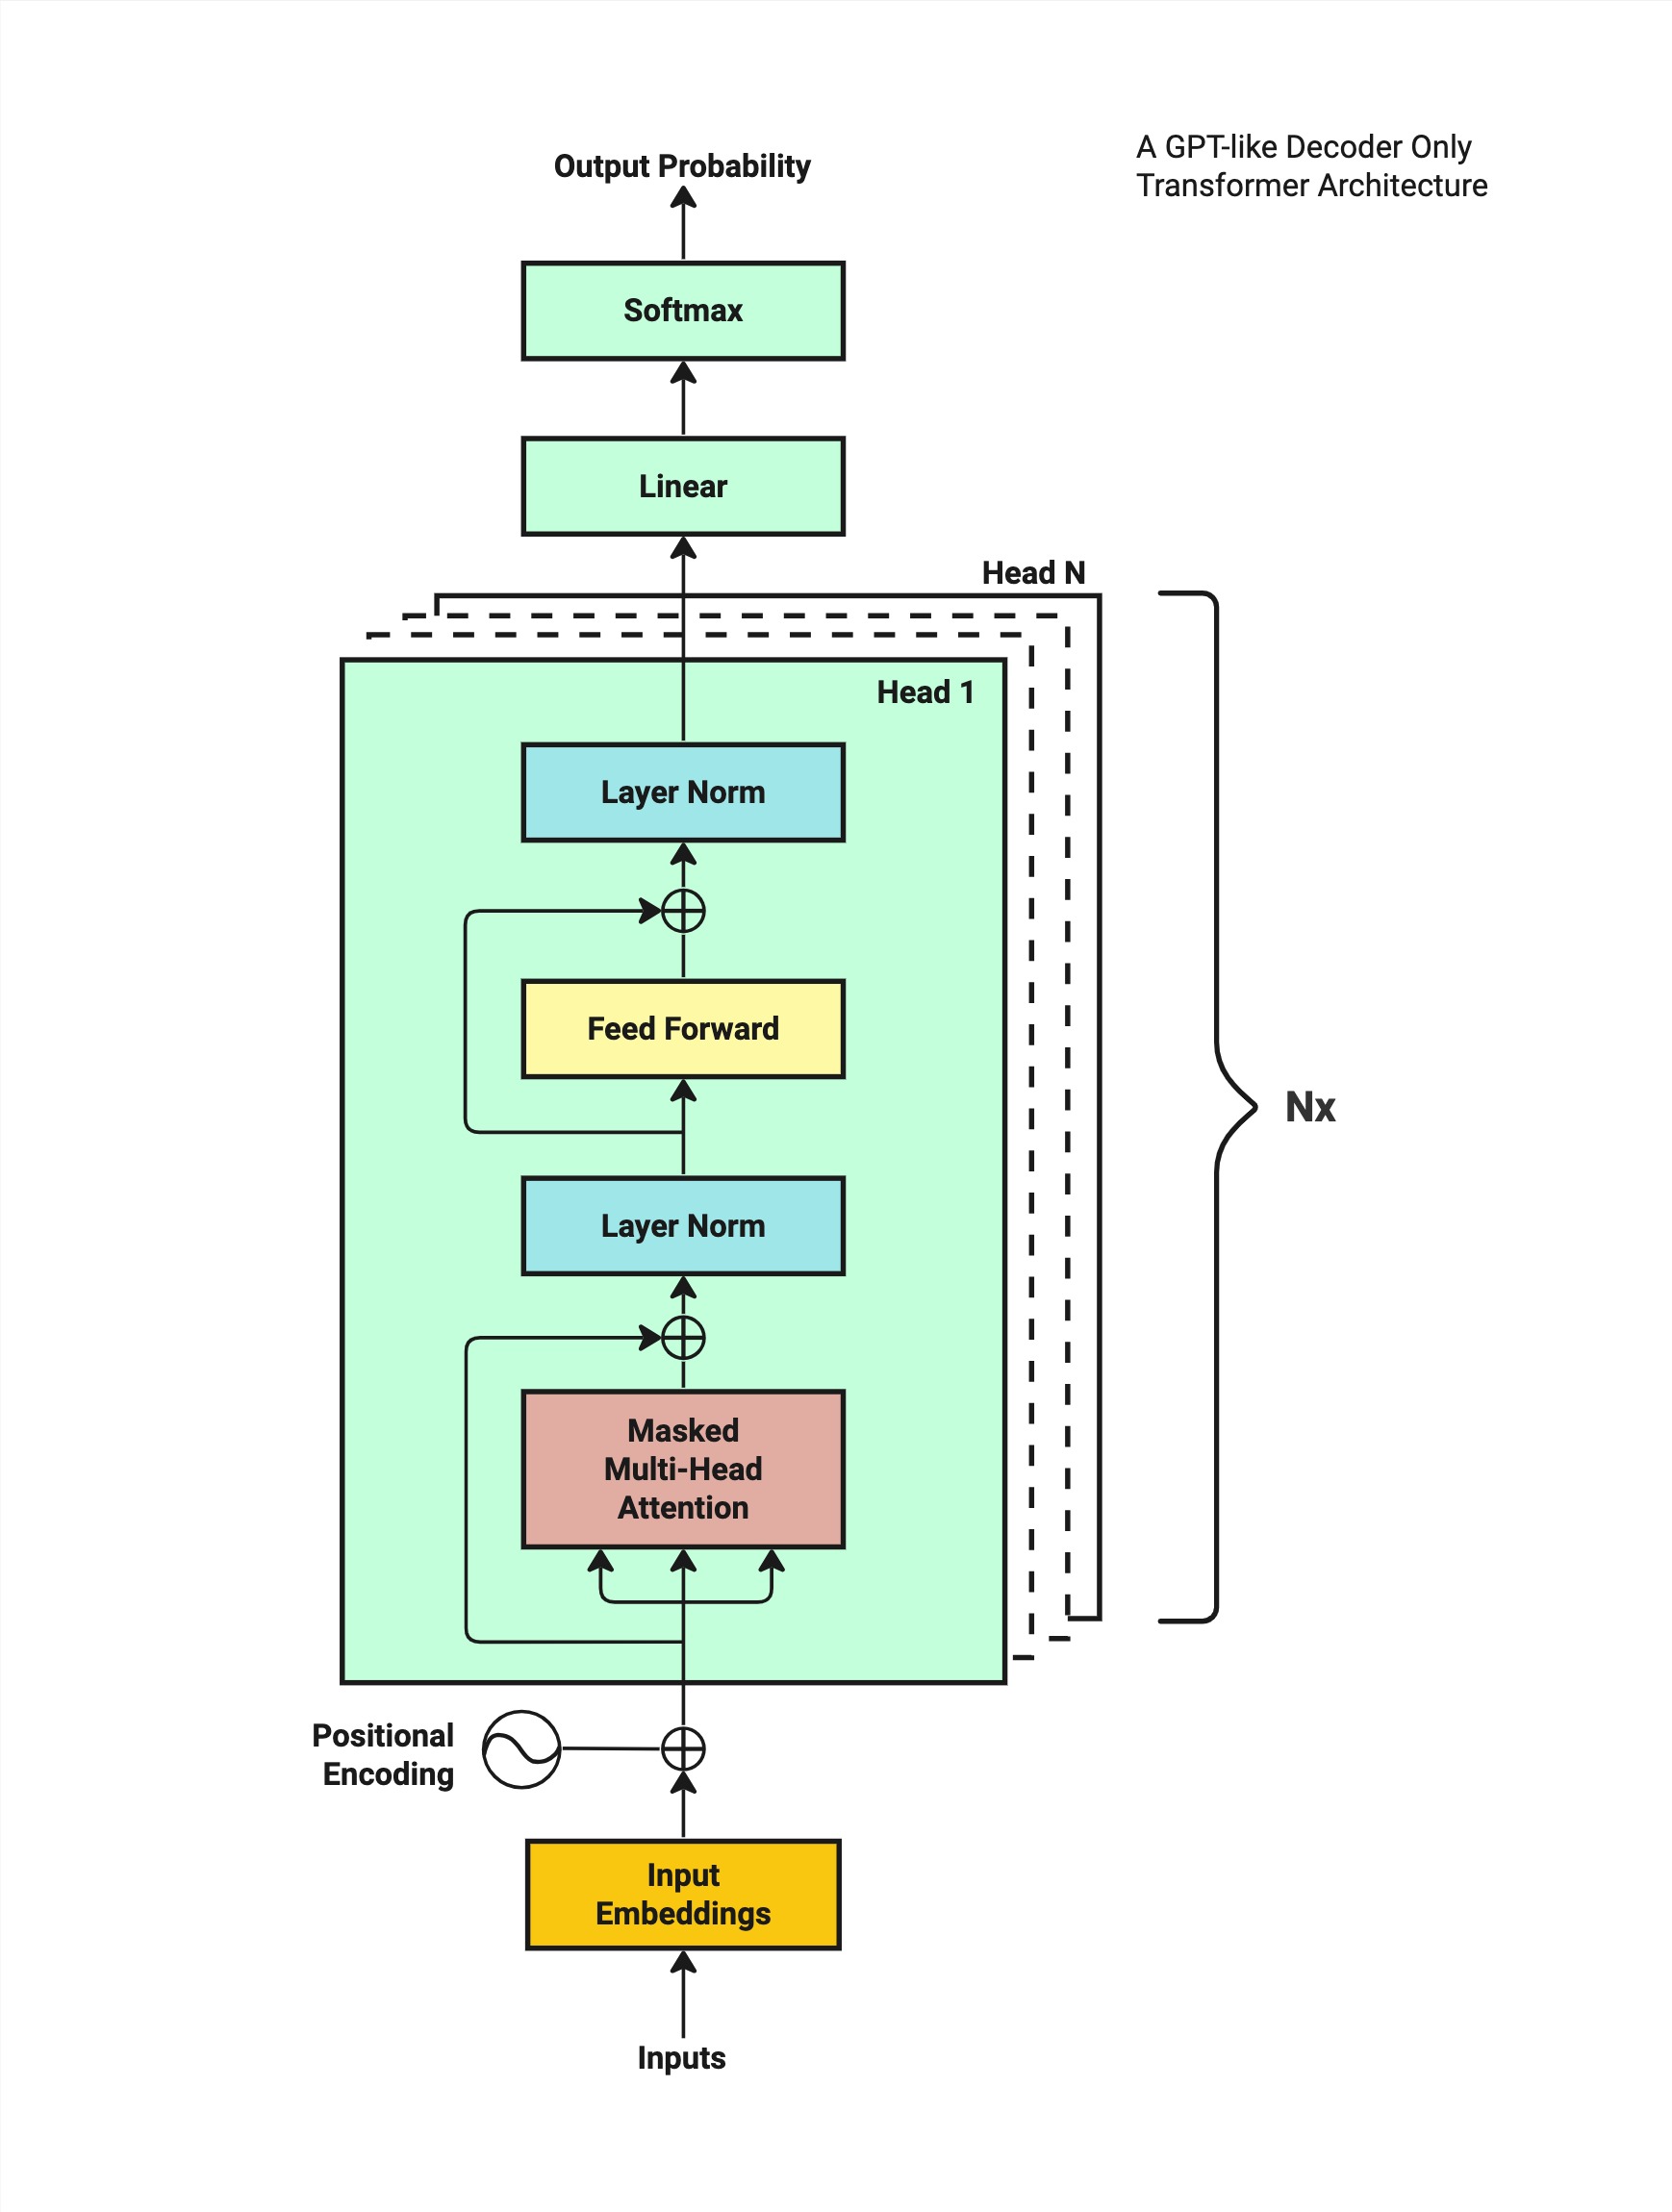 A GPT-like Decoder Only
Transformer Architecture
Output Probability
Softmax
Linear
Head N
Head 1
Layer Norm
Feed Forward
Nx
Layer Norm
Masked
Multi-Head
Attention
Positional
Encoding
Input
Embeddings
Inputs